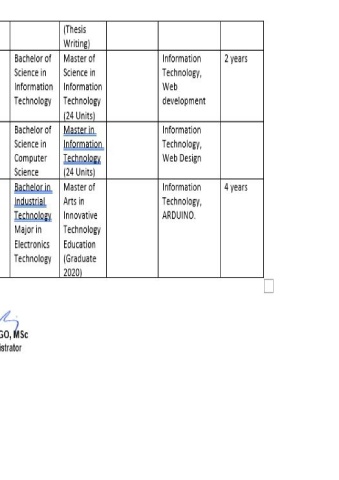 (Thesis
Writing)
Bachelor of
Science in
Information
Technology
Master of
Science in
Information
Technology
(24 Units)
Information
Technology,
Web
development
2 years
Bachelor of
Science in
Computer
Science
Master in
Information
Technology
(24 Units)
Information
Technology,
Web Design
Bachelor in
Industrial
Technology
Major in
Electronics
Technology
Master of
Arts in
Innovative
Technology
Education
(Graduate
2020)
Information
Technology,
ARDUINO.
4 years
GO, MSc
istrator